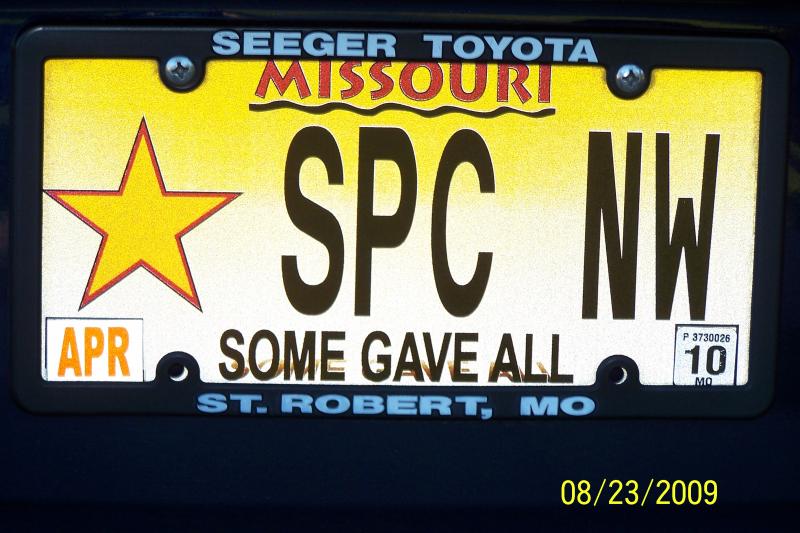 SEEGER TOYOTA
MISSOURI
SPC NW
APR
SOME GAVE ALL
P 3730026
10
MO
ST. ROBERT, MO
08/23/2009